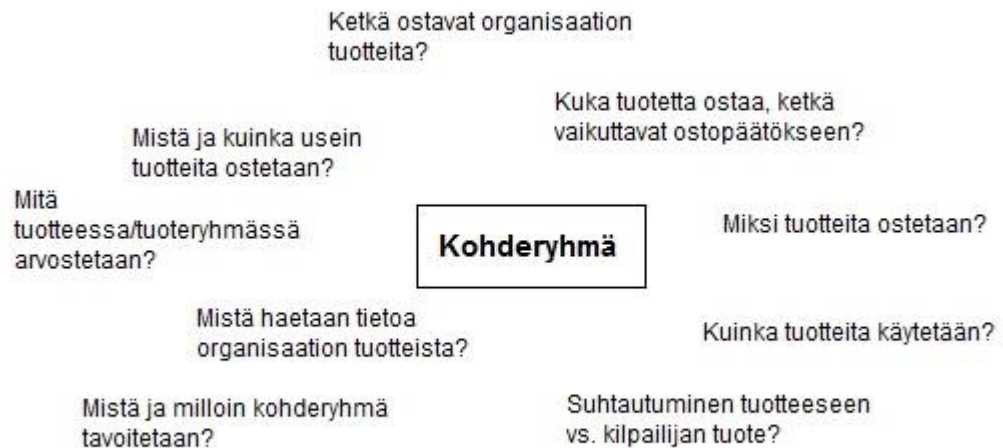 Ketkä ostavat organisaation
tuotteita?
Kuka tuotetta ostaa, ketkä
vaikuttavat ostopäätökseen?
Mistä ja kuinka usein
tuotteita ostetaan?
Mitä
tuotteessa/tuoteryhmässä
arvostetaan?
Kohderyhmä
Miksi tuotteita ostetaan?
Mistä haetaan tietoa
organisaation tuotteista?
Kuinka tuotteita käytetään?
Mistä ja milloin kohderyhmä
tavoitetaan?
Suhtautuminen tuotteeseen
vs. kilpailijan tuote?